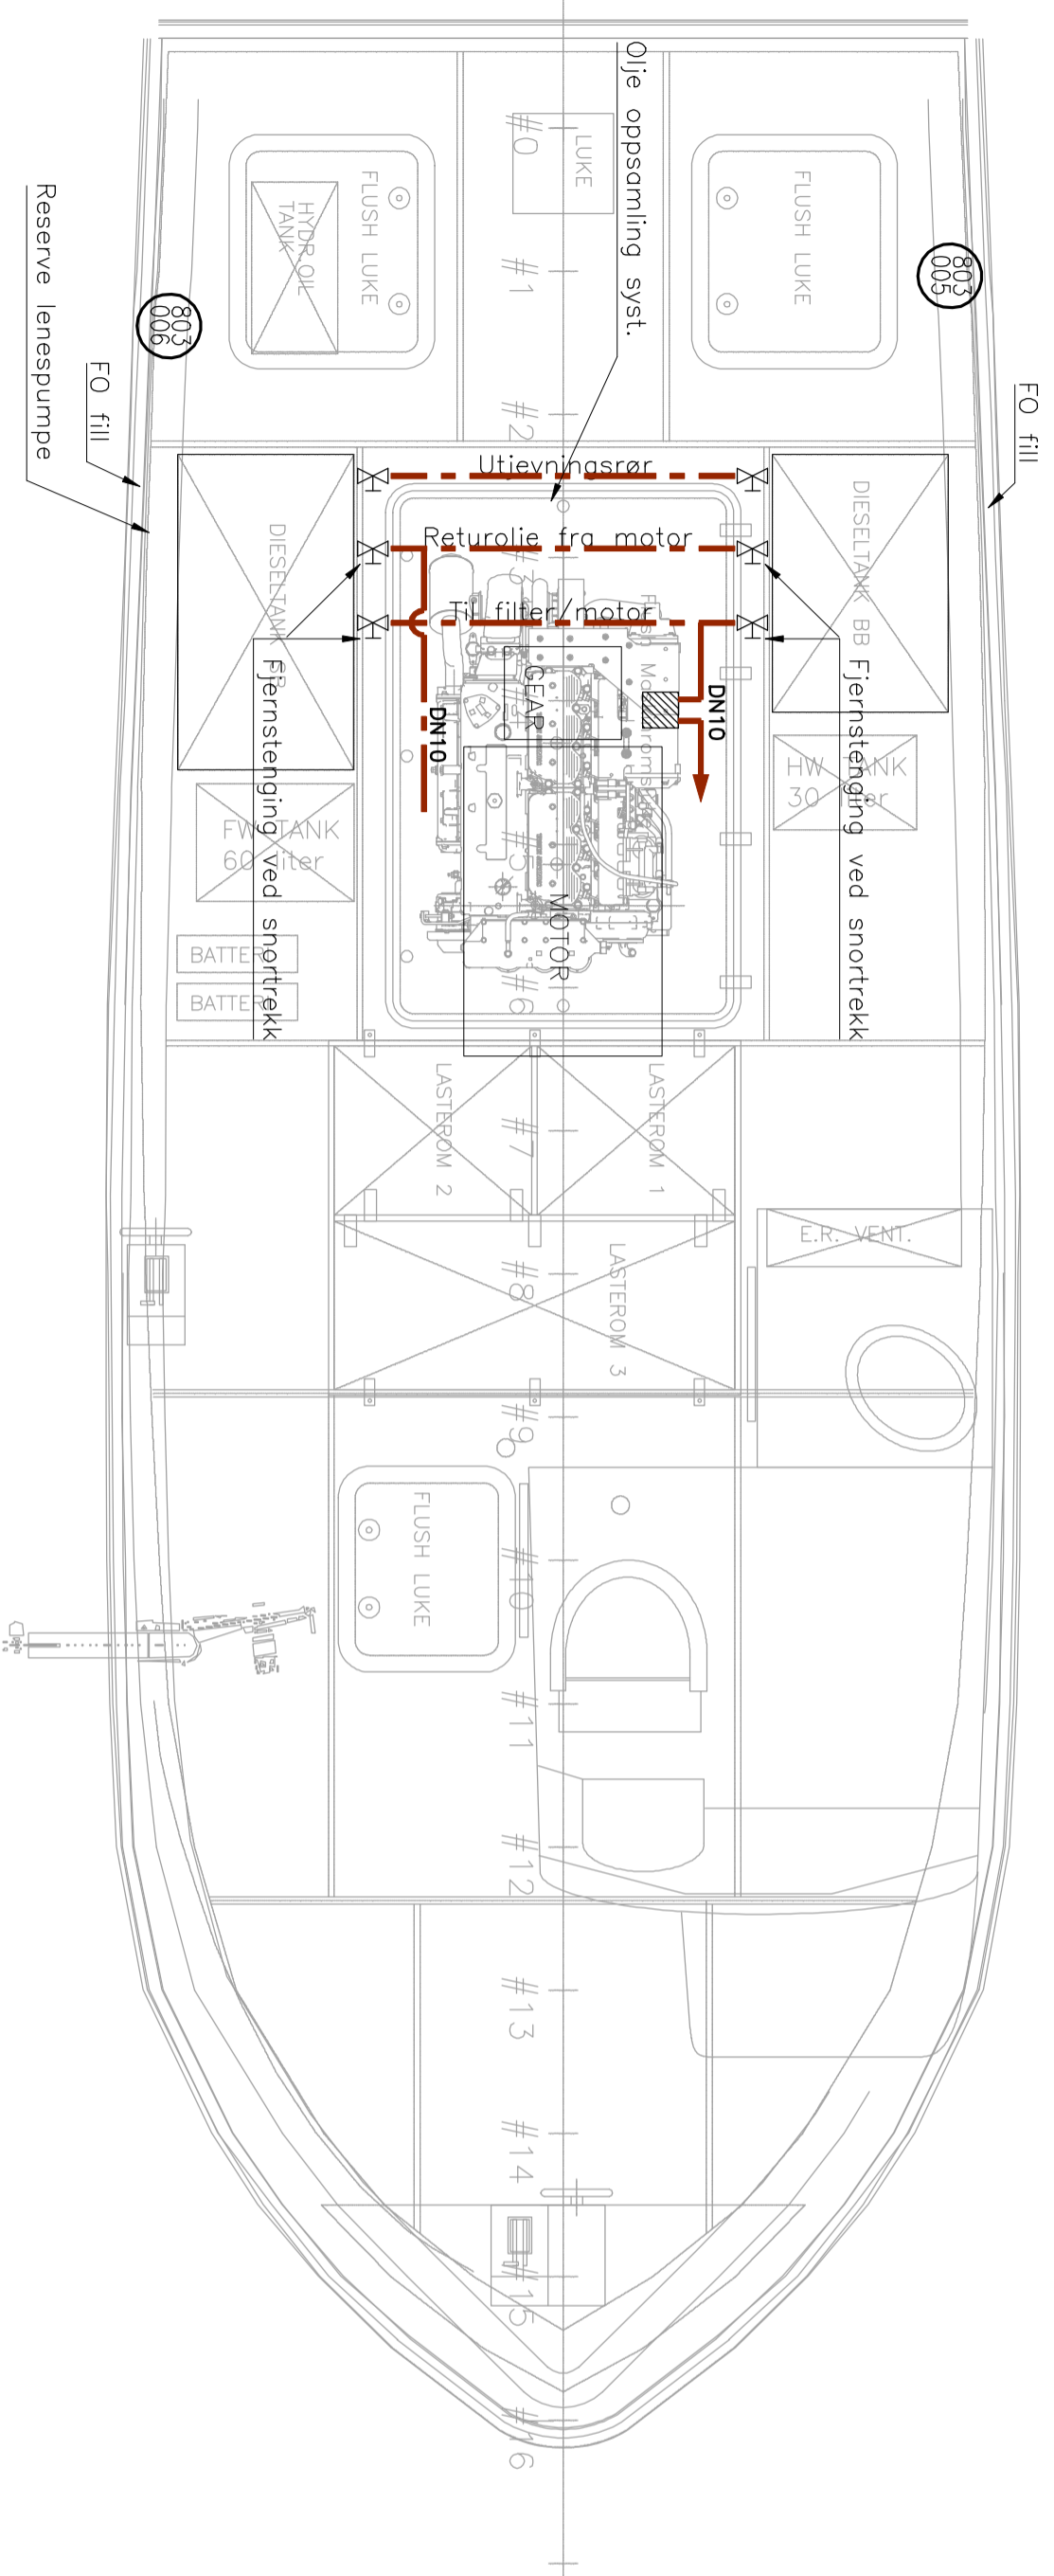 Olje oppsamling syst.
#0
LUKE
FLUSH LUKE
FLUSH LUKE
HYDR.OIL
TANK
#1
803
005
803
006
Reserve lenespumpe
FO fill
FO fill
#2
Utjevningsrør
Returolje fra motor
Til filter/motor
DIESELTANK BB
DIESELTANK
#3
GEAR
DN10
DN10
Fjernstenging ved snortrekk
Fjernstenging ved snortrekk
HW TANK
30 liter
FW TANK
60 liter
#5
MOTOR
BATTERI
BATTERI
#6
LASTEROM 2
LASTEROM 1
#7
E.R. VENT.
#8
LASTEROM 3
#9
FLUSH LUKE
#10
#11
#12
#13
#14
#15
#16